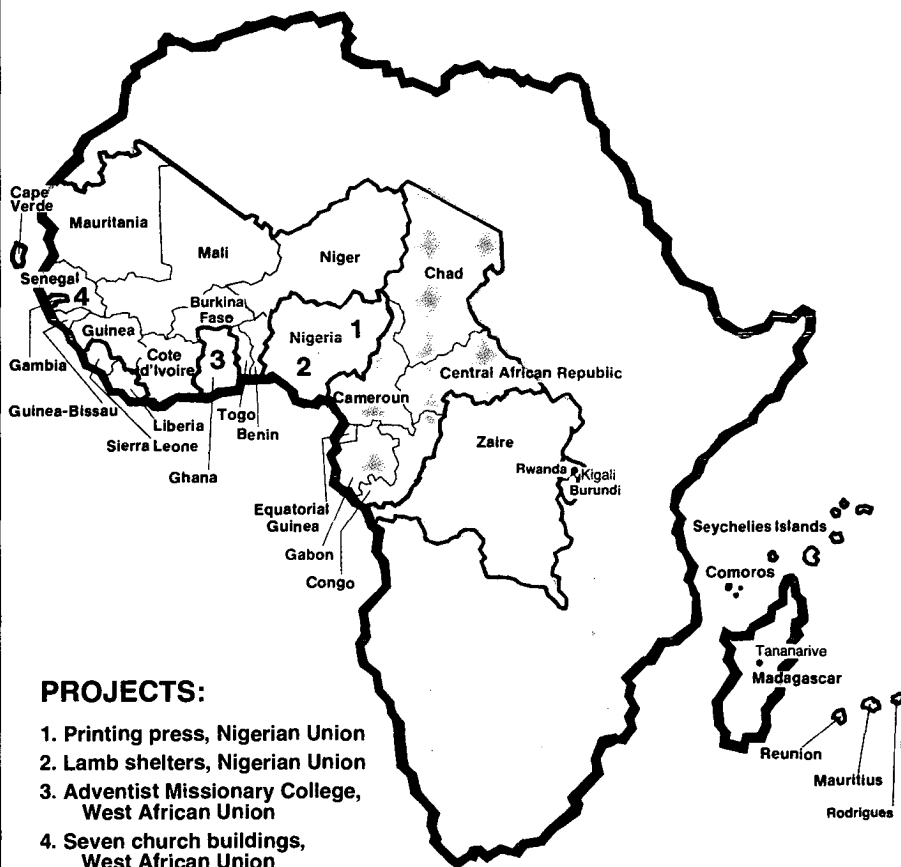 Cape
Verde
Mauritania
Mali
Niger
Chad
Senegal
4
Burkina
Faso
Nigeria
1
2
Guinea
Cote
d'Ivoire
3
Gambia
Central African Republic
Cameroun
Guinea-Bissau
Liberia
Togo
Benin
Sierra Leone
Ghana
Zaire
Rwanda
Kigali
Burundi
Equatorial
Guinea
Gabon
Congo
Seychelies Islands
Comoros
Tananarive
Madagascar
Reunion
Mauritius
Rodrigues
PROJECTS:
1. Printing press, Nigerian Union
2. Lamb shelters, Nigerian Union
3. Adventist Missionary College,
West African Union
4. Seven church buildings,
West African Union